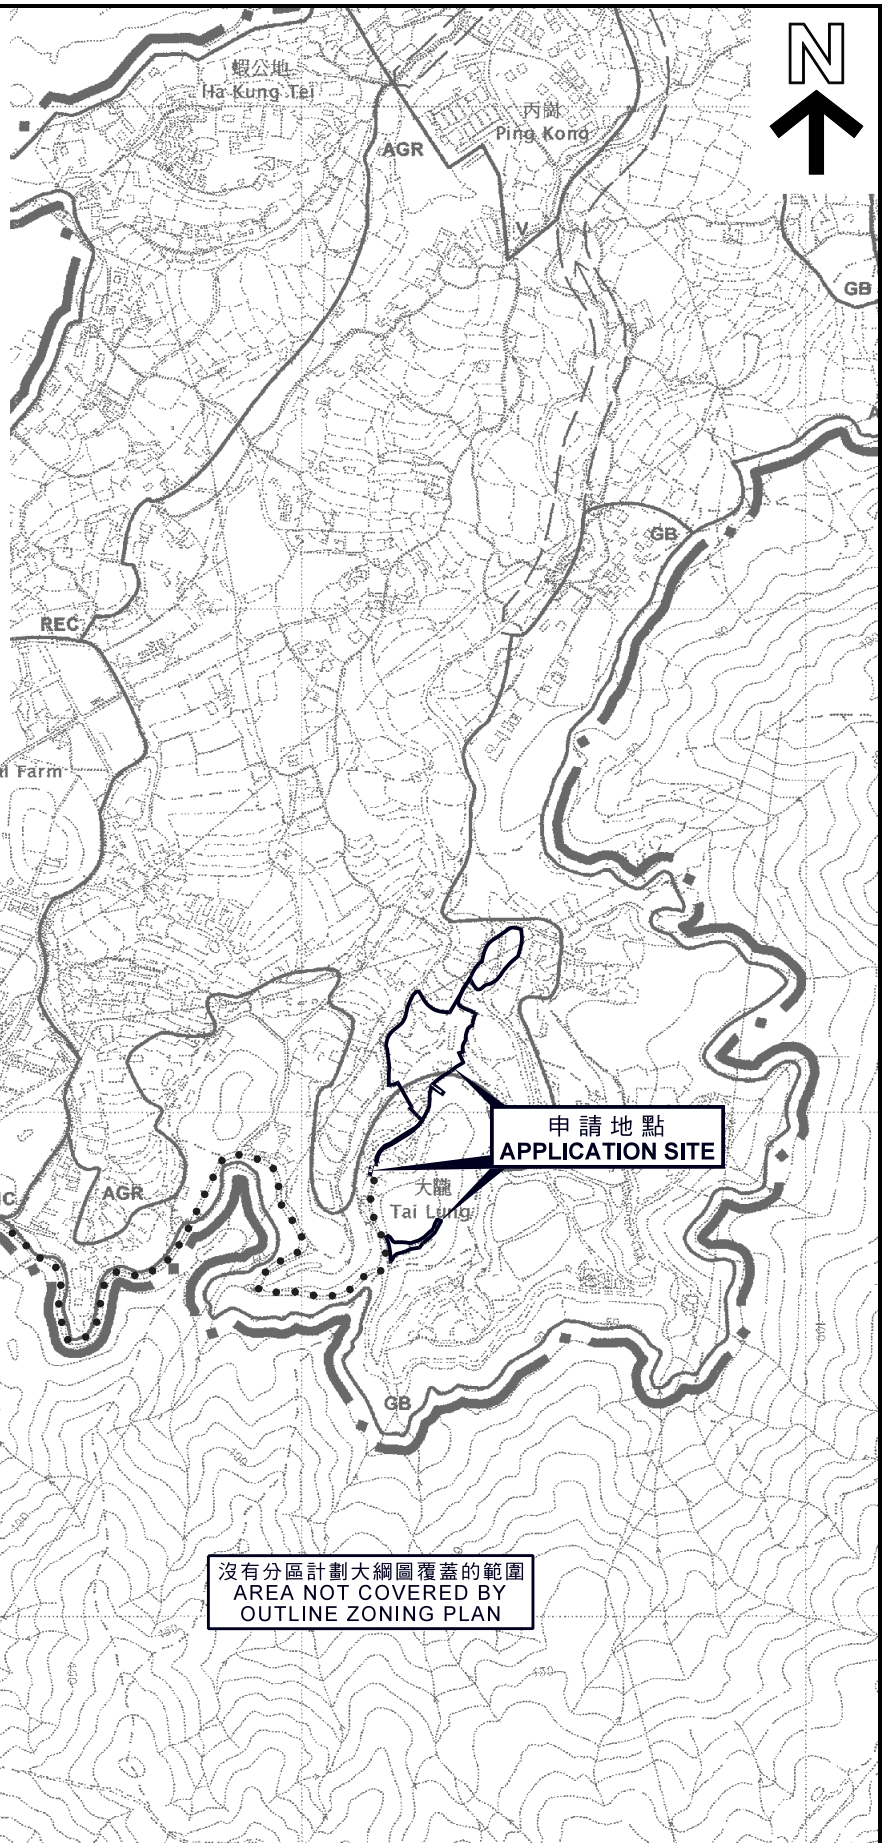 N
蝦公地
Ha Kung Tei
丙崗
Ping Kong
AGR
V
GB
GB
REC
Farm
申請地點
APPLICATION SITE
AGR
大隴
Tai Lung
GB
沒有分區計劃大綱圖覆蓋的範圍
AREA NOT COVERED BY
OUTLINE ZONING PLAN